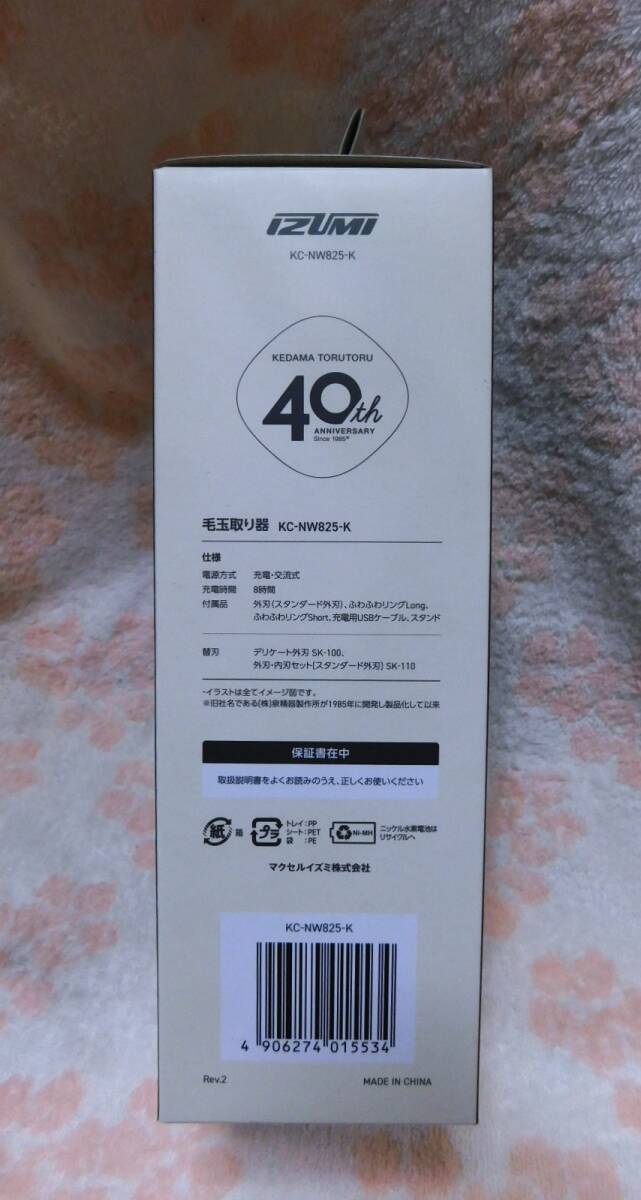 IZUMI
KC-NW825-K
KEDAMA TORUTORU
40th
ANNIVERSARY
Since 1985※
毛玉取り器 KC-NW825-K
仕様
電源方式 充電・交流式
充電時間 8時間
付属品 外刃(スタンダード外刃)、ふわふわリングLong、
ふわふわリングShort、充電用USBケーブル、スタンド
替刃 デリケート外刃 SK-100、
外刃・内刃セット(スタンダード外刃) SK-110
・イラストは全てイメージ図です。
※旧社名である(株)泉精器製作所が1985年に開発し製品化して以来
保証書在中
取扱説明書をよくお読みのうえ、正しくお使いください
紙 箱
プラ トレイ:PP
シート:PET
袋 :PE
Ni-MH ニッケル水素電池は
リサイクルへ
マクセルイズミ株式会社
KC-NW825-K
4 906274 015534
Rev.2 MADE IN CHINA